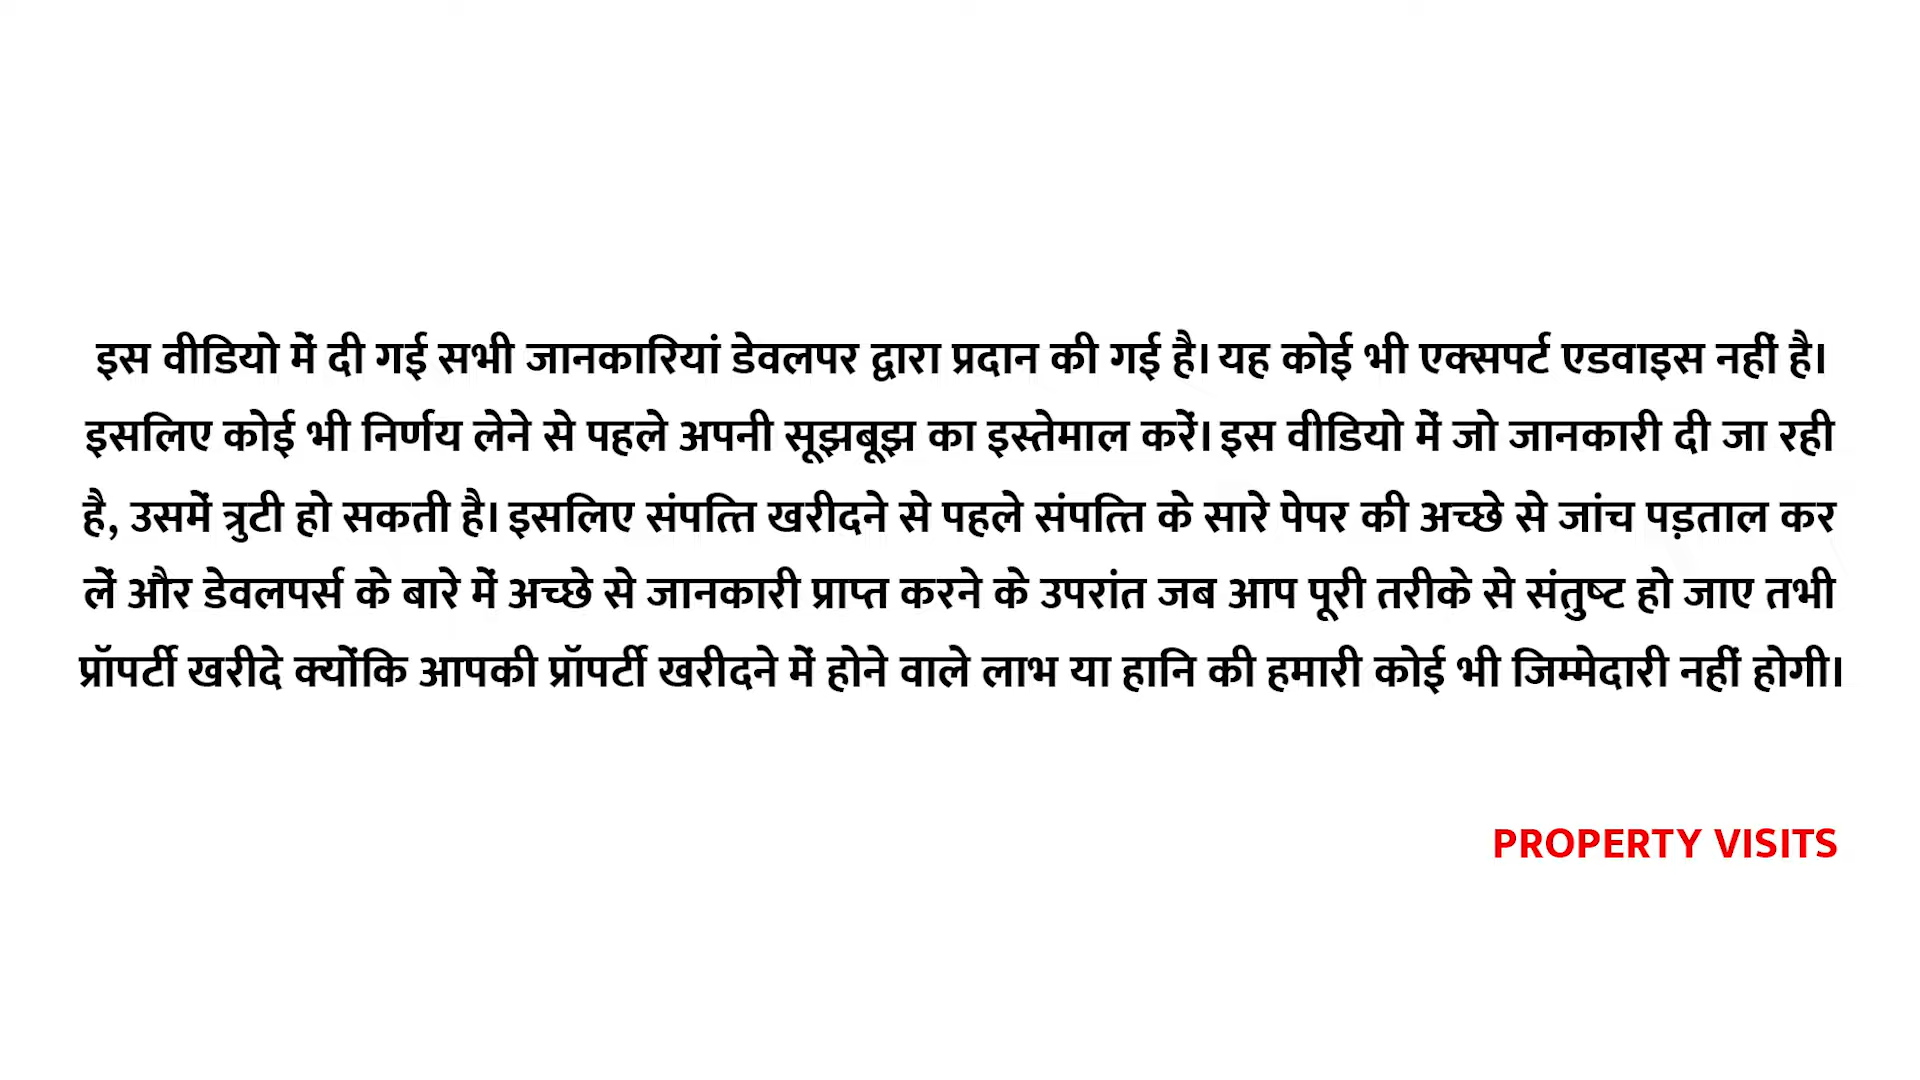 इस वीडियो में दी गई सभी जानकारियां डेवलपर द्वारा प्रदान की गई है। यह कोई भी एक्सपर्ट एडवाइस नहीं है।
इसलिए कोई भी निर्णय लेने से पहले अपनी सूझबूझ का इस्तेमाल करें। इस वीडियो में जो जानकारी दी जा रही
है, उसमें त्रुटी हो सकती है। इसलिए संपत्ति खरीदने से पहले संपत्ति के सारे पेपर की अच्छे से जांच पड़ताल कर
लें और डेवलपर्स के बारे में अच्छे से जानकारी प्राप्त करने के उपरांत जब आप पूरी तरीके से संतुष्ट हो जाए तभी
प्रॉपर्टी खरीदे क्योंकि आपकी प्रॉपर्टी खरीदने में होने वाले लाभ या हानि की हमारी कोई भी जिम्मेदारी नहीं होगी।
PROPERTY VISITS